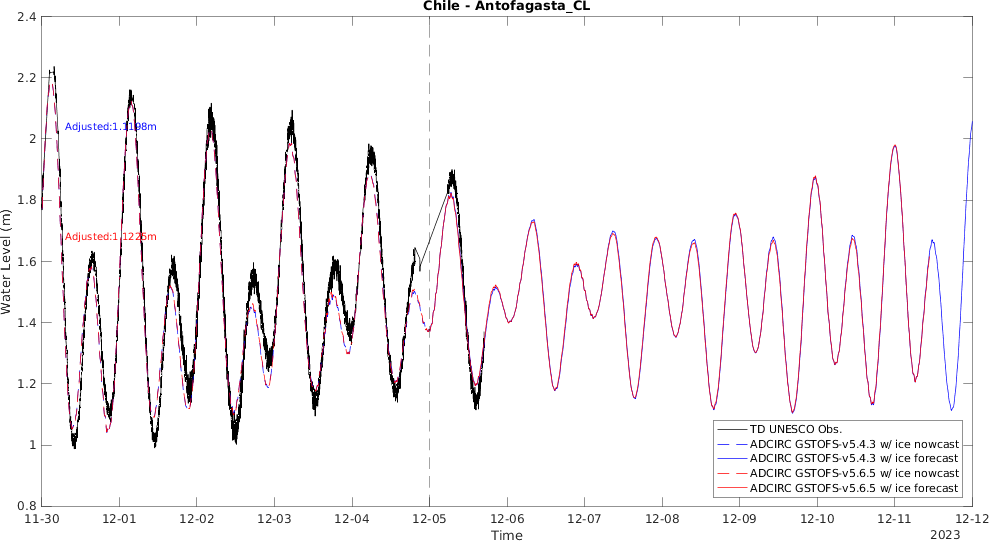 Chile - Antofagasta_CL
2.4
2.2
2
1.8
1.6
1.4
1.2
1
0.8
Water Level (m)
Adjusted:1.1198m
Adjusted:1.1226m
TD UNESCO Obs.
ADCIRC GSTOFS-v5.4.3 w/ ice nowcast
ADCIRC GSTOFS-v5.4.3 w/ ice forecast
ADCIRC GSTOFS-v5.6.5 w/ ice nowcast
ADCIRC GSTOFS-v5.6.5 w/ ice forecast
11-30 12-01 12-02 12-03 12-04 12-05 12-06 12-07 12-08 12-09 12-10 12-11 12-12
Time
2023